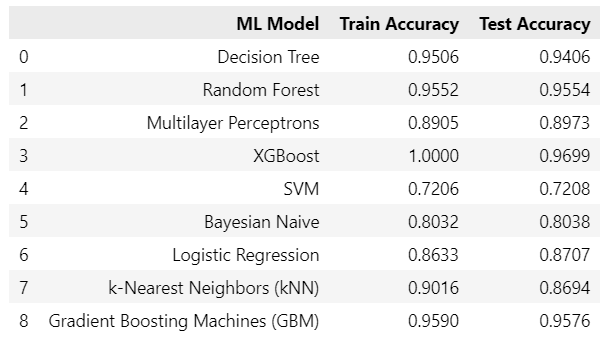 ML Model Train Accuracy Test Accuracy
0 Decision Tree 0.9506 0.9406
1 Random Forest 0.9552 0.9554
2 Multilayer Perceptrons 0.8905 0.8973
3 XGBoost 1.0000 0.9699
4 SVM 0.7206 0.7208
5 Bayesian Naive 0.8032 0.8038
6 Logistic Regression 0.8633 0.8707
7 k-Nearest Neighbors (kNN) 0.9016 0.8694
8 Gradient Boosting Machines (GBM) 0.9590 0.9576